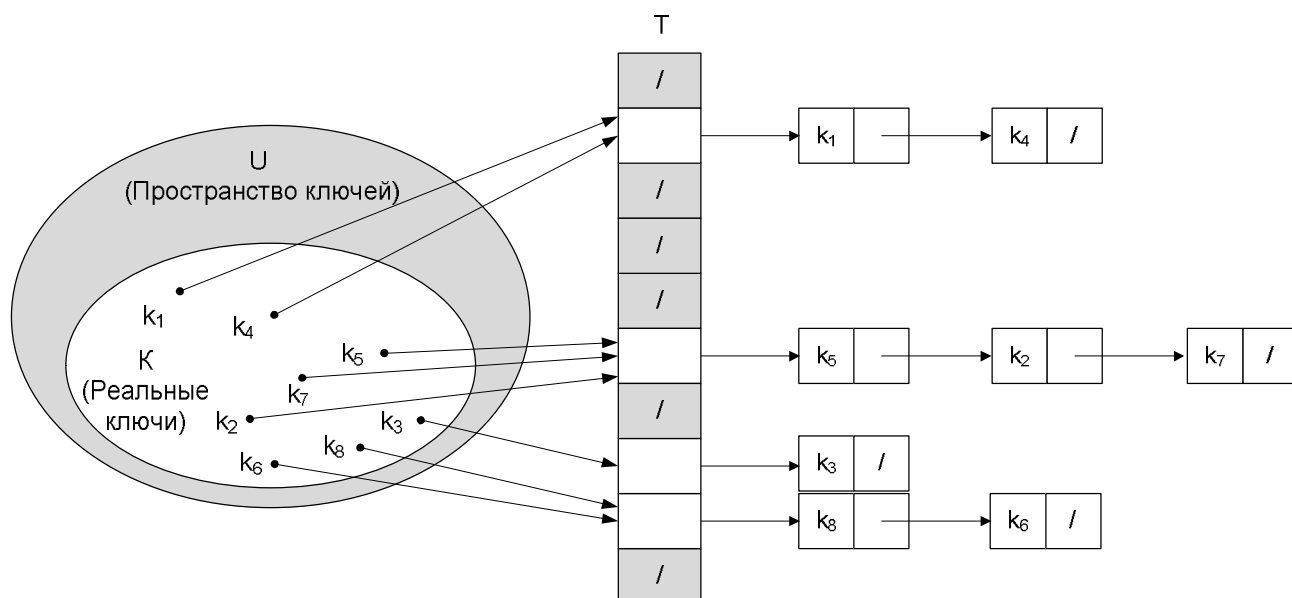 T
/
k₁ k₄ /
U
(Пространство ключей)
/
/
/
k₁
k₄
k₅
k₅ k₂ k₇ /
К
(Реальные
ключи)
k₇
k₂
k₃
/
k₈
k₆
k₃ /
k₈ k₆ /
/